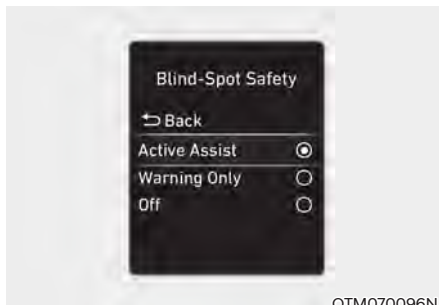 Blind-Spot Safety
Back
Active Assist
Warning Only
Off
OTM070096N